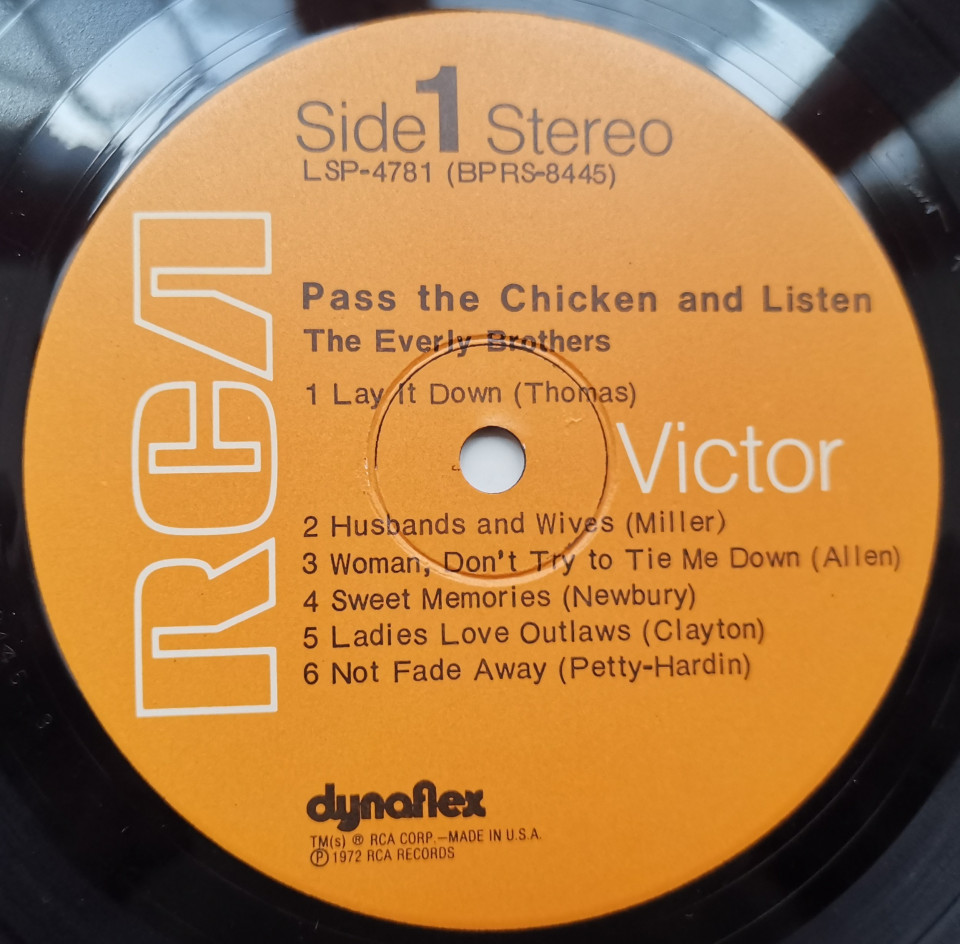 Side 1 Stereo
LSP-4781 (BPRS-8445)
RCA
Pass the Chicken and Listen
The Everly Brothers
1 Lay It Down (Thomas)
Victor
2 Husbands and Wives (Miller)
3 Woman, Don't Try to Tie Me Down (Allen)
4 Sweet Memories (Newbury)
5 Ladies Love Outlaws (Clayton)
6 Not Fade Away (Petty-Hardin)
dynaflex
TM(s) ® RCA CORP.—MADE IN U.S.A.
℗ 1972 RCA RECORDS